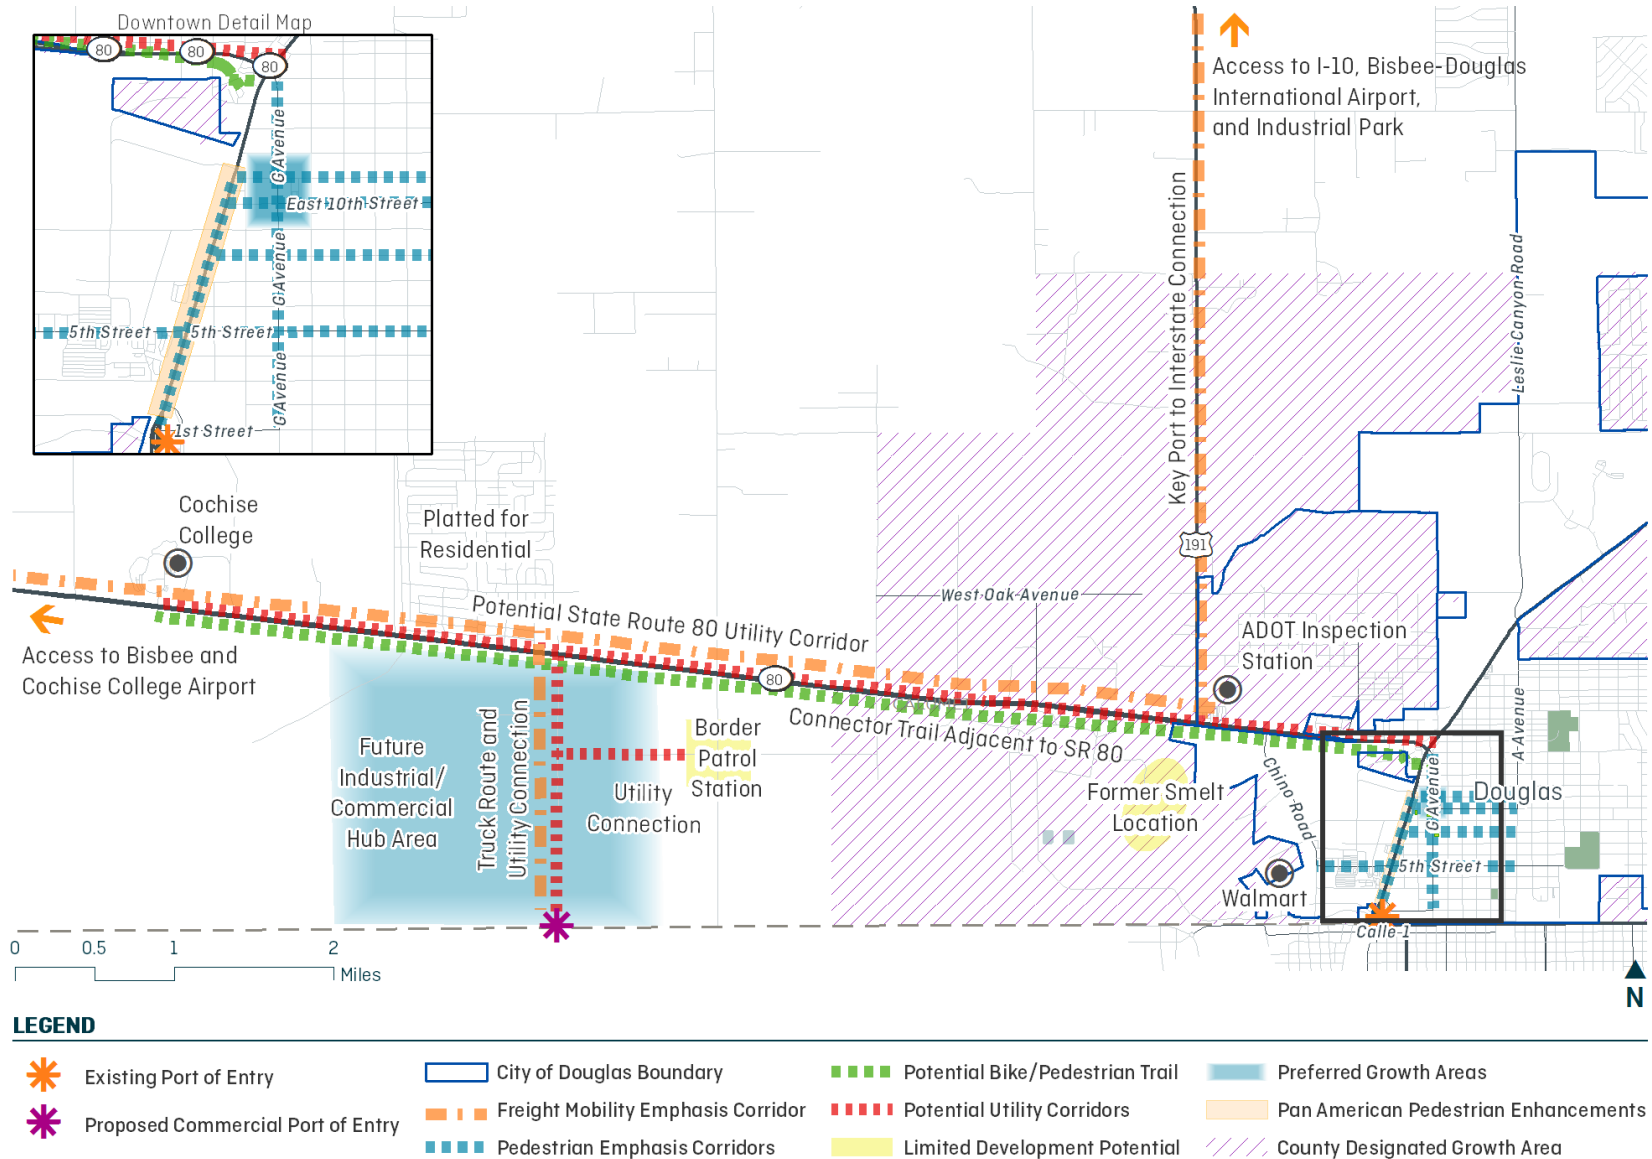 Downtown Detail Map
80
80
80
G Avenue
East 10th Street
G Avenue
5th Street
5th Street
G Avenue
1st Street
Access to I-10, Bisbee-Douglas
International Airport,
and Industrial Park
Key Port to Interstate Connection
Leslie Canyon Road
191
Cochise
College
Platted for
Residential
West Oak Avenue
Potential State Route 80 Utility Corridor
80
Connector Trail Adjacent to SR 80
ADOT Inspection
Station
Access to Bisbee and
Cochise College Airport
Future
Industrial/
Commercial
Hub Area
Truck Route and
Utility Connection
Border
Patrol
Station
Utility
Connection
Former Smelt
Location
Chino Road
A Avenue
G Avenue
Douglas
5th Street
Walmart
Calle 1
0
0.5
1
2
Miles
N
LEGEND
Existing Port of Entry
Proposed Commercial Port of Entry
City of Douglas Boundary
Freight Mobility Emphasis Corridor
Pedestrian Emphasis Corridors
Potential Bike/Pedestrian Trail
Potential Utility Corridors
Limited Development Potential
Preferred Growth Areas
Pan American Pedestrian Enhancements
County Designated Growth Area